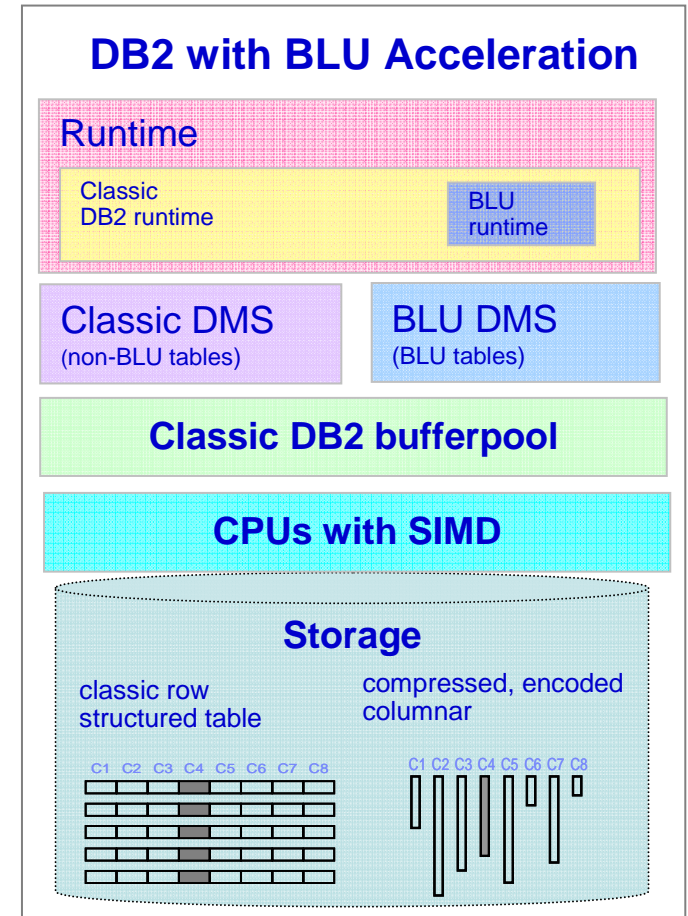 DB2 with BLU Acceleration
Runtime
Classic
DB2 runtime
BLU
runtime
Classic DMS
(non-BLU tables)
BLU DMS
(BLU tables)
Classic DB2 bufferpool
CPUs with SIMD
Storage
classic row
structured table
compressed, encoded
columnar
C1 C2 C3 C4 C5 C6 C7 C8
C1 C2 C3 C4 C5 C6 C7 C8